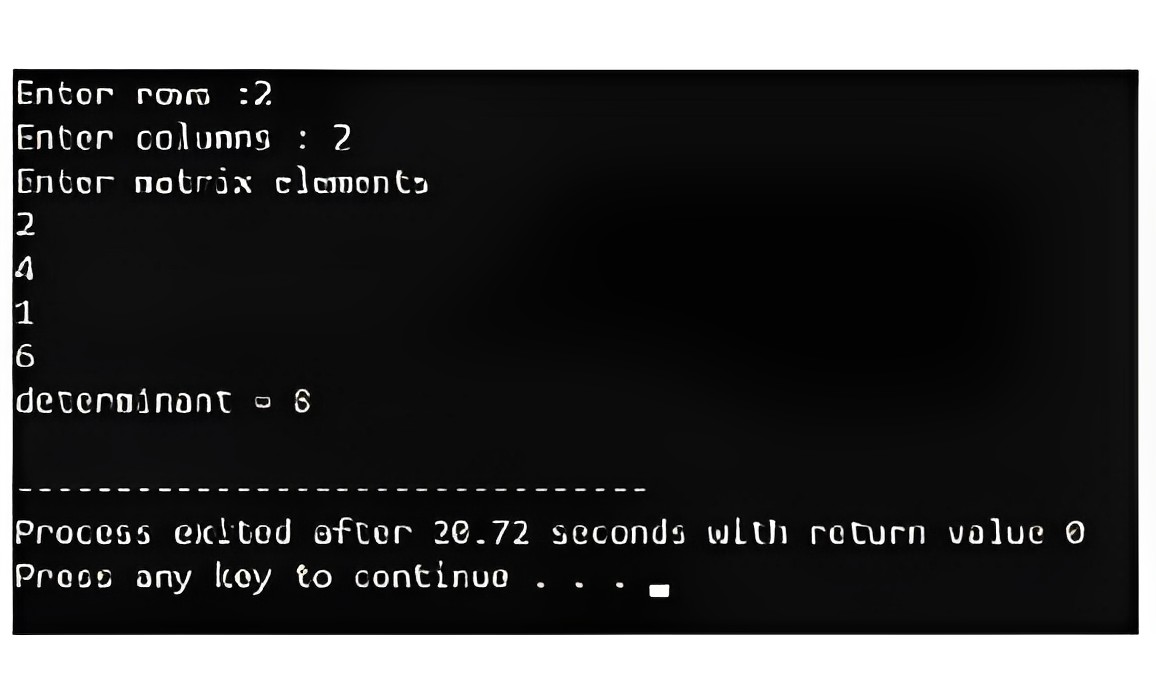 Enter rows :2
Enter columns : 2
Enter matrix elements
2
4
1
6
determinant = 8
--------------------------------
Process exited after 20.72 seconds with return value 0
Press any key to continue . . .